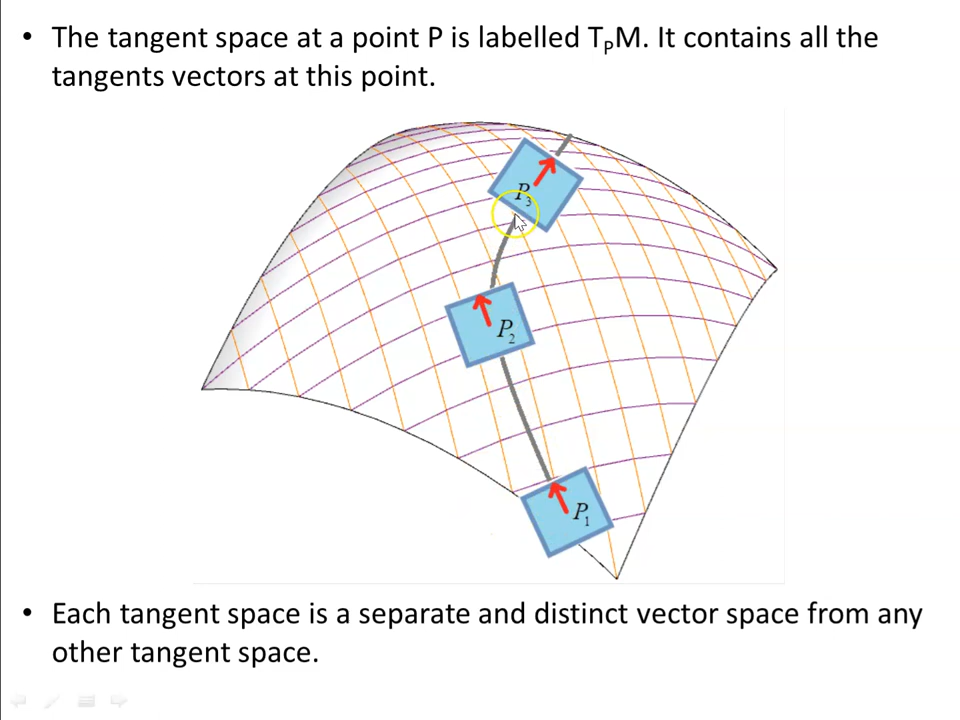 • The tangent space at a point P is labelled TₚM. It contains all the
tangents vectors at this point.
P₃
P₂
P₁
• Each tangent space is a separate and distinct vector space from any
other tangent space.